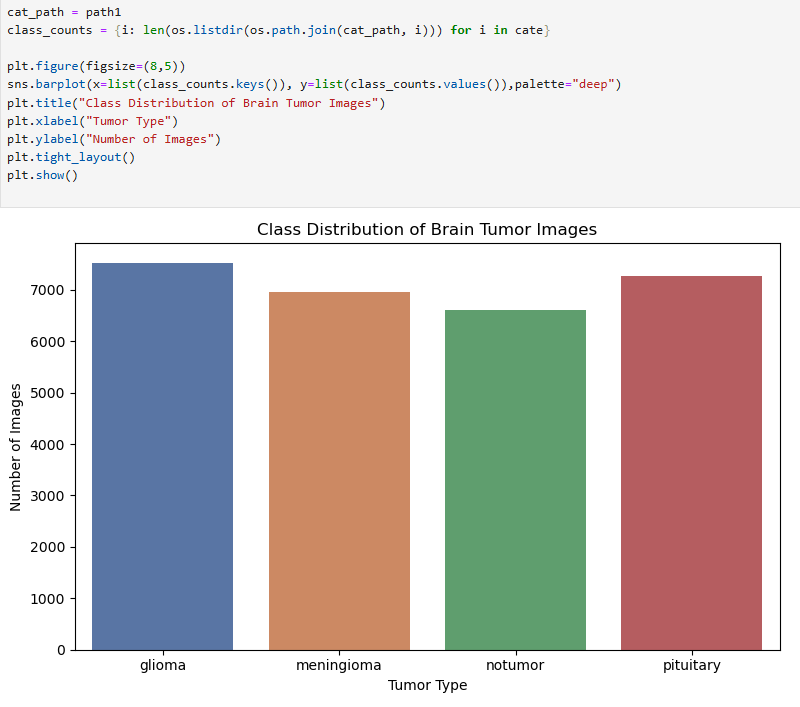 cat_path = path1
class_counts = {i: len(os.listdir(os.path.join(cat_path, i))) for i in cate}
plt.figure(figsize=(8,5))
sns.barplot(x=list(class_counts.keys()), y=list(class_counts.values()),palette="deep")
plt.title("Class Distribution of Brain Tumor Images")
plt.xlabel("Tumor Type")
plt.ylabel("Number of Images")
plt.tight_layout()
plt.show()
Class Distribution of Brain Tumor Images
Number of Images
7000
6000
5000
4000
3000
2000
1000
0
glioma meningioma notumor pituitary
Tumor Type